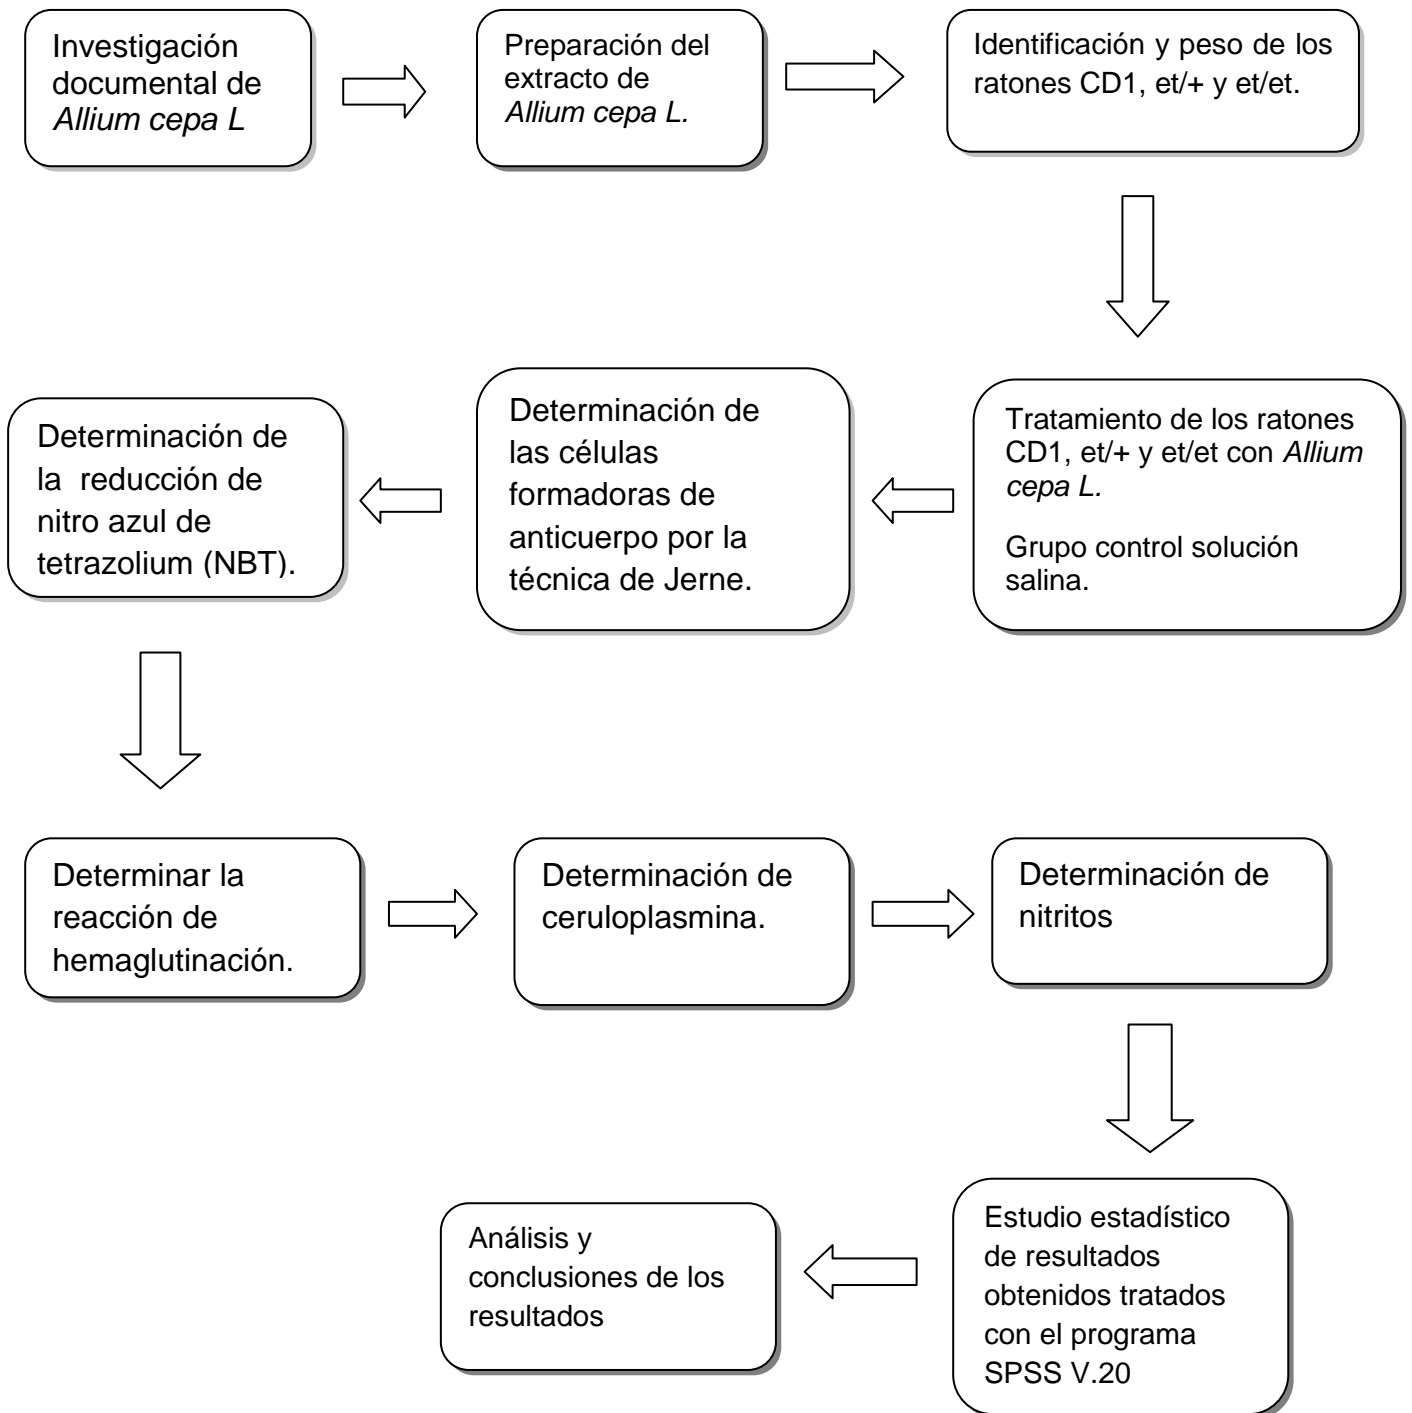 Investigación
documental de
Allium cepa L
Preparación del
extracto de
Allium cepa L.
Identificación y peso de los
ratones CD1, et/+ y et/et.
Tratamiento de los ratones
CD1, et/+ y et/et con Allium
cepa L.
Grupo control solución
salina.
Determinación de
las células
formadoras de
anticuerpo por la
técnica de Jerne.
Determinación de
la reducción de
nitro azul de
tetrazolium (NBT).
Determinar la
reacción de
hemaglutinación.
Determinación de
ceruloplasmina.
Determinación de
nitritos
Estudio estadístico
de resultados
obtenidos tratados
con el programa
SPSS V.20
Análisis y
conclusiones de los
resultados